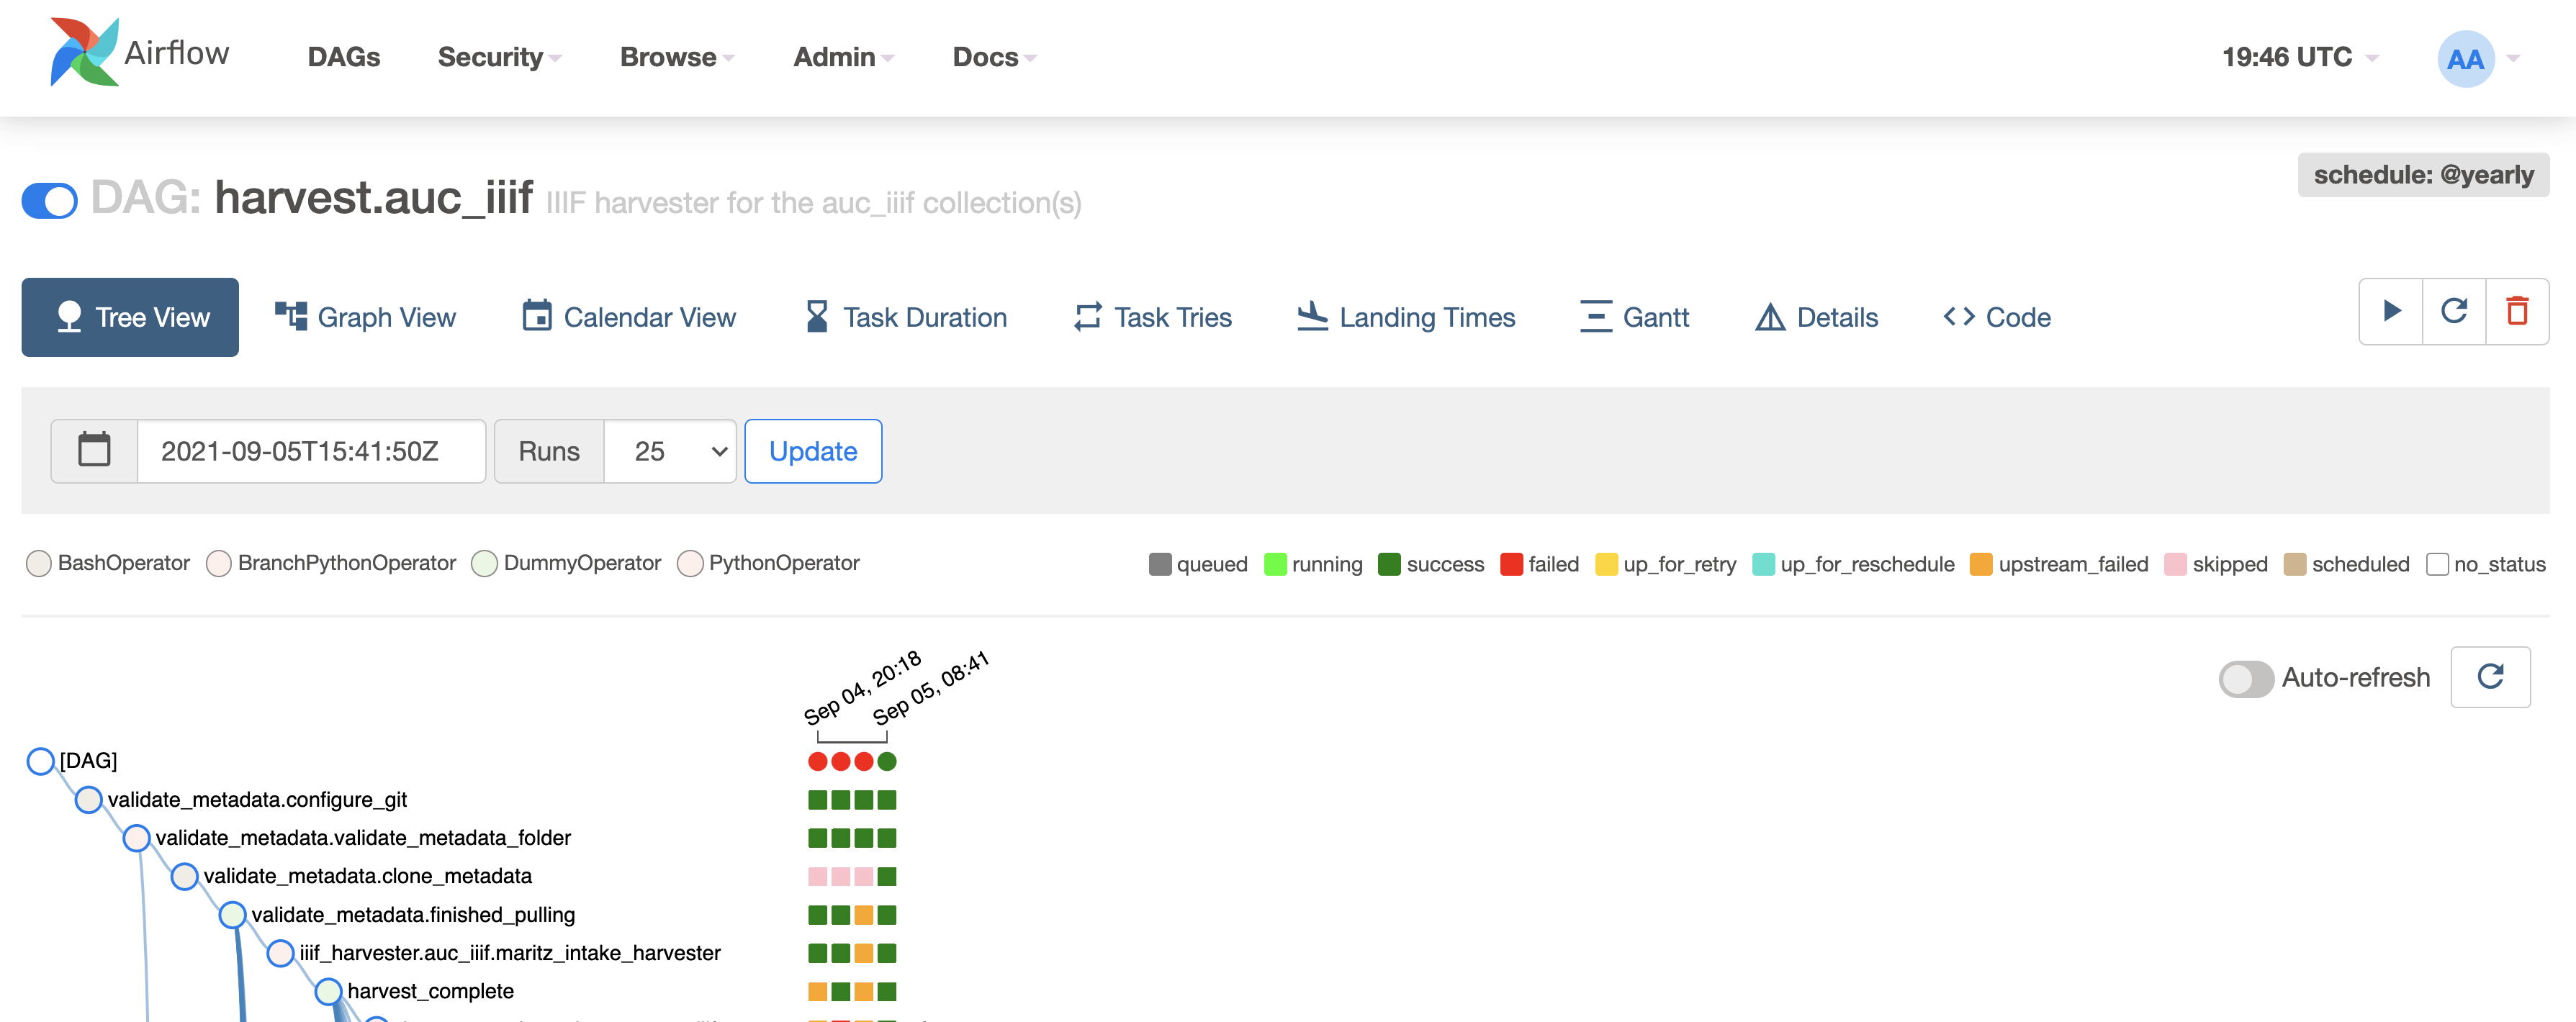 Airflow DAGs Security Browse Admin Docs 19:46 UTC AA
schedule: @yearly
DAG: harvest.auc_iiif IIIF harvester for the auc_iiif collection(s)
Tree View Graph View Calendar View Task Duration Task Tries Landing Times Gantt Details Code
2021-09-05T15:41:50Z Runs 25 Update
BashOperator BranchPythonOperator DummyOperator PythonOperator queued running success failed up_for_retry up_for_reschedule upstream_failed skipped scheduled no_status
Sep 04, 20:18
Sep 05, 08:41
Auto-refresh
[DAG]
validate_metadata.configure_git
validate_metadata.validate_metadata_folder
validate_metadata.clone_metadata
validate_metadata.finished_pulling
iiif_harvester.auc_iiif.maritz_intake_harvester
harvest_complete